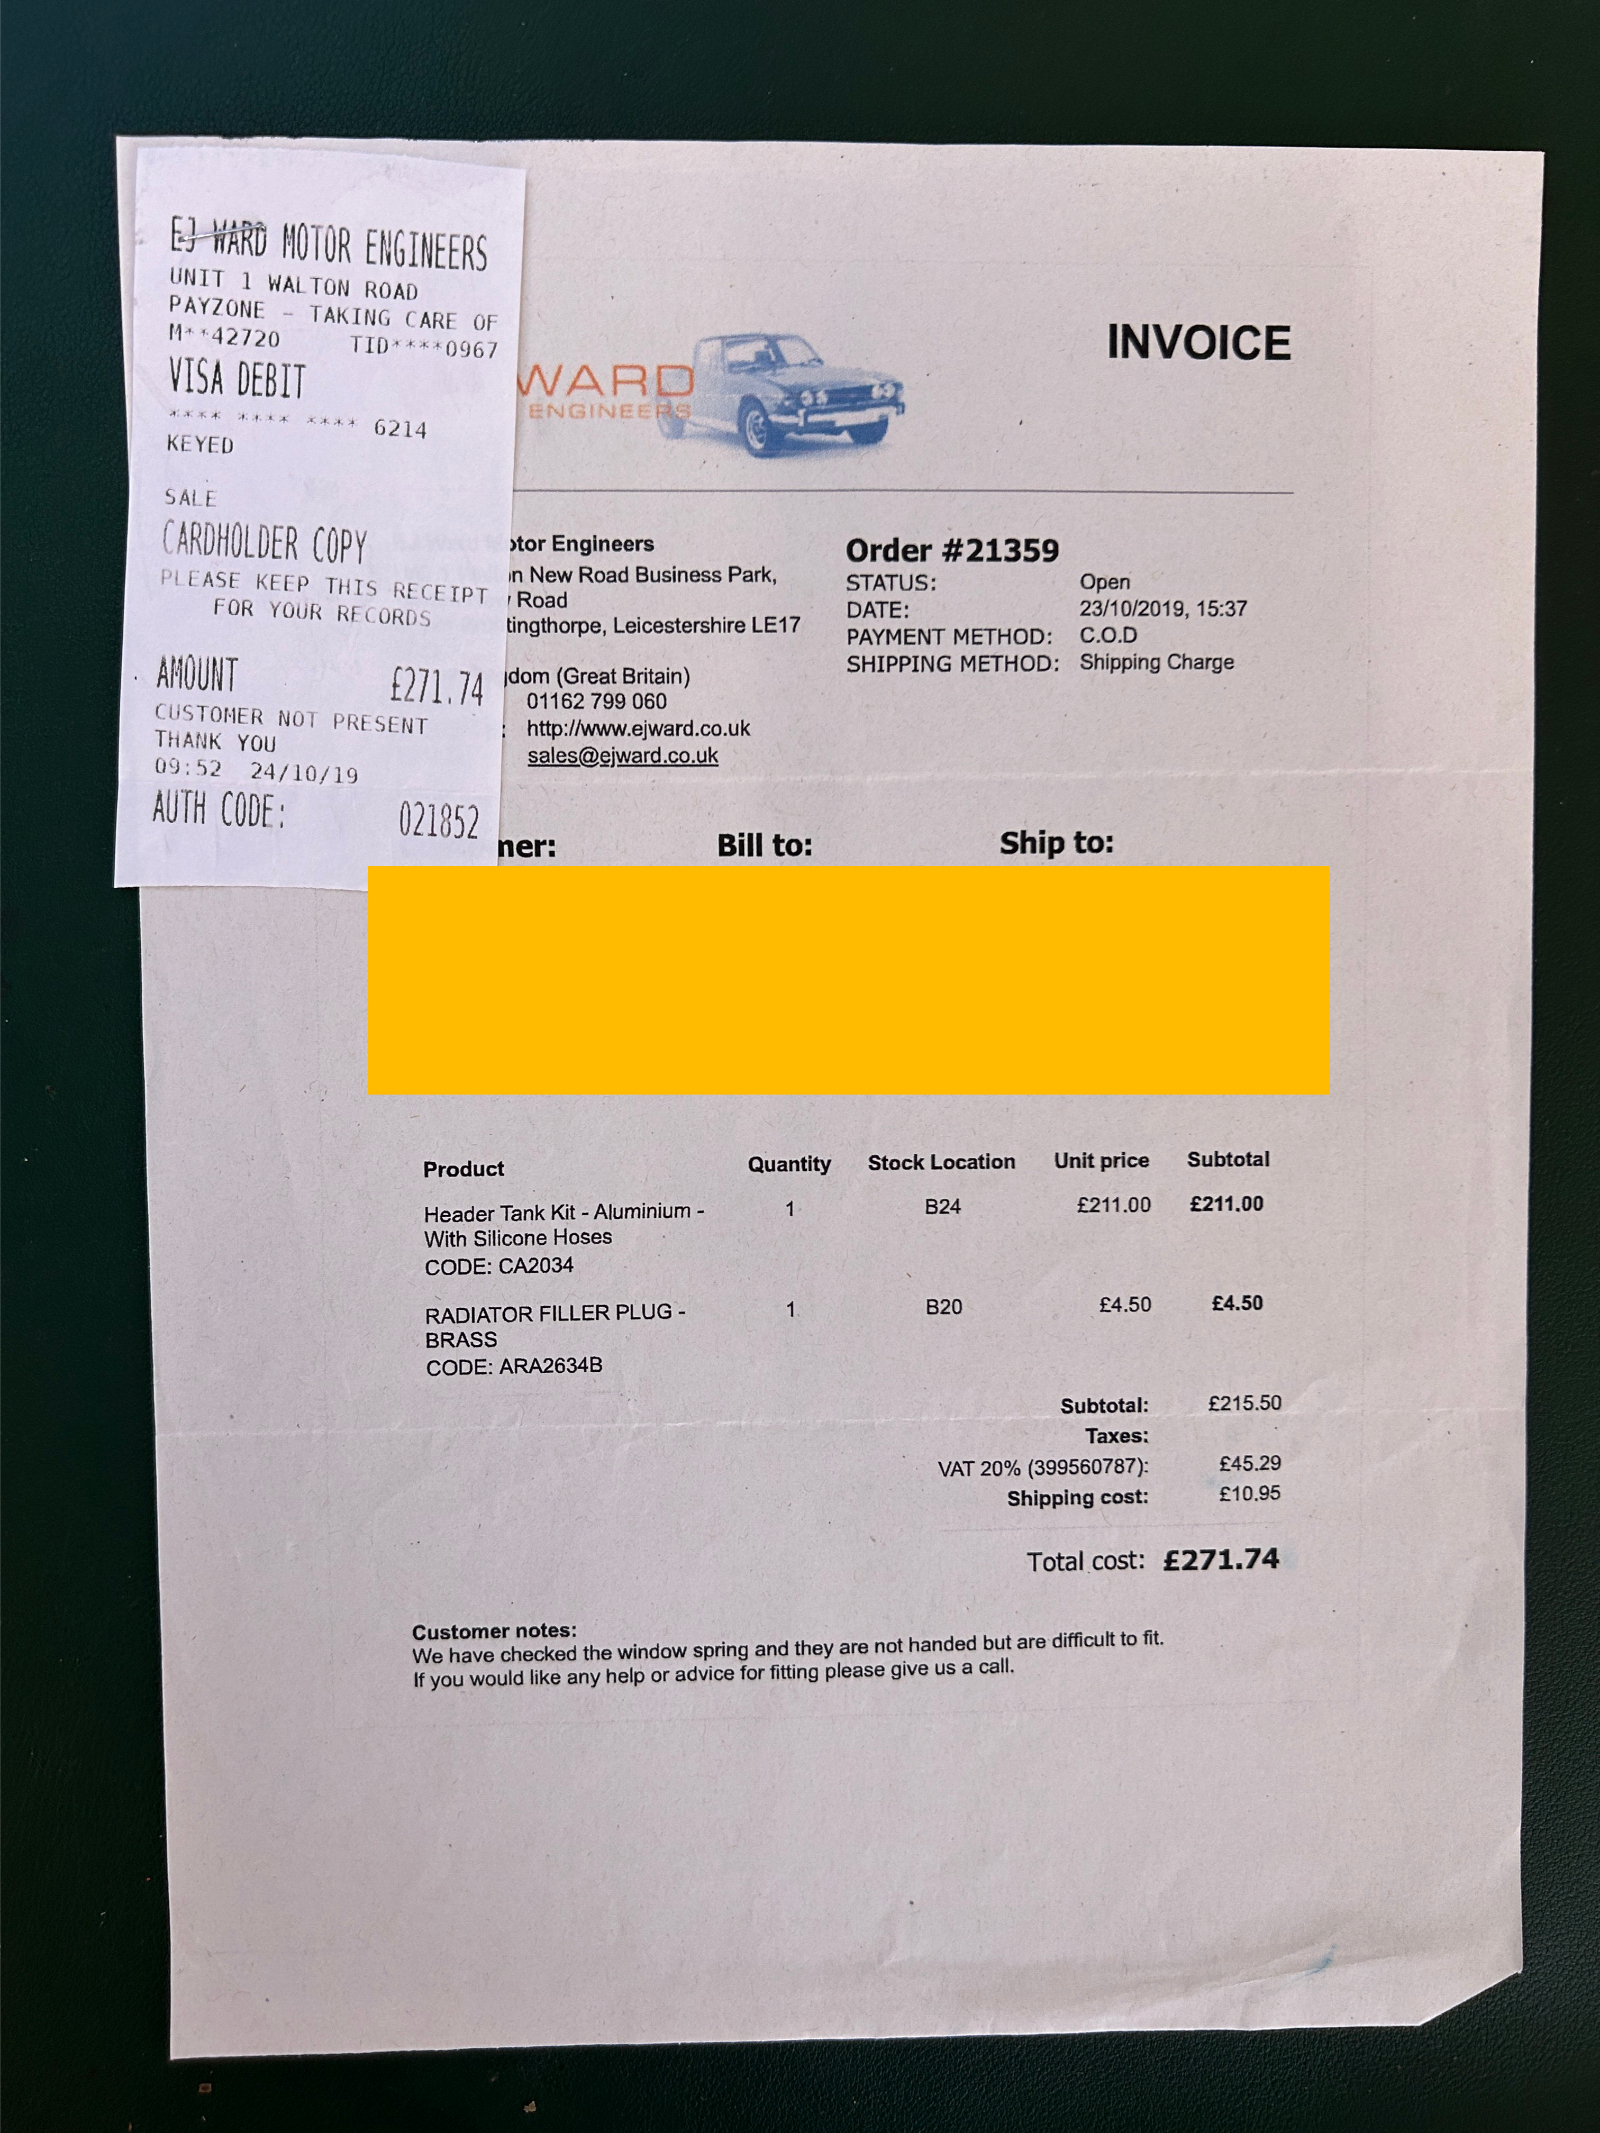 EJ WARD MOTOR ENGINEERS
UNIT 1 WALTON ROAD
PAYZONE - TAKING CARE OF
M**42720 TID****0967
VISA DEBIT
**** **** **** 6214
KEYED
SALE
CARDHOLDER COPY
PLEASE KEEP THIS RECEIPT
FOR YOUR RECORDS
AMOUNT £271.74
CUSTOMER NOT PRESENT
THANK YOU
09:52 24/10/19
AUTH CODE: 021852
WARD
ENGINEERS
INVOICE
otor Engineers
n New Road Business Park,
Road
tingthorpe, Leicestershire LE17
dom (Great Britain)
01162 799 060
: http://www.ejward.co.uk
sales@ejward.co.uk
Order #21359
STATUS: Open
DATE: 23/10/2019, 15:37
PAYMENT METHOD: C.O.D
SHIPPING METHOD: Shipping Charge
mer: Bill to: Ship to:
Product Quantity Stock Location Unit price Subtotal
Header Tank Kit - Aluminium - 1 B24 £211.00 £211.00
With Silicone Hoses
CODE: CA2034
RADIATOR FILLER PLUG - 1 B20 £4.50 £4.50
BRASS
CODE: ARA2634B
Subtotal: £215.50
Taxes:
VAT 20% (399560787): £45.29
Shipping cost: £10.95
Total cost: £271.74
Customer notes:
We have checked the window spring and they are not handed but are difficult to fit.
If you would like any help or advice for fitting please give us a call.